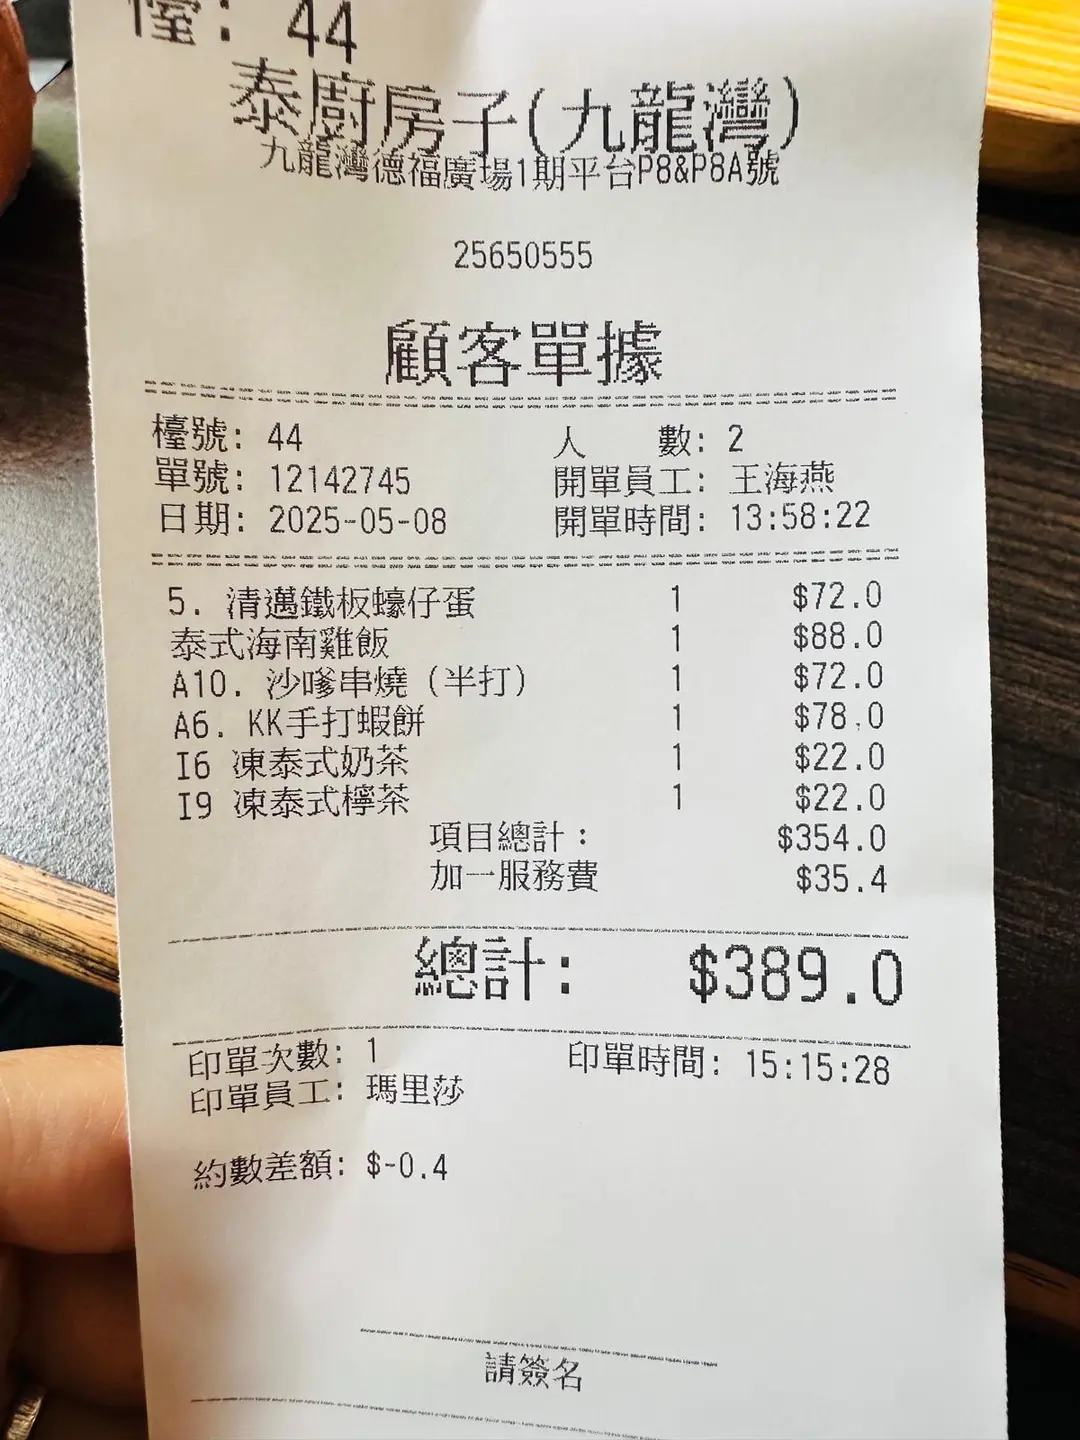 檯: 44
泰廚房子(九龍灣)
九龍灣德福廣場1期平台P8&P8A號
25650555
顧客單據
檯號: 44 人 數: 2
單號: 12142745 開單員工: 王海燕
日期: 2025-05-08 開單時間: 13:58:22
5. 清邁鐵板蠔仔蛋 1 $72.0
泰式海南雞飯 1 $88.0
A10. 沙嗲串燒 (半打) 1 $72.0
A6. KK手打蝦餅 1 $78.0
I6 凍泰式奶茶 1 $22.0
I9 凍泰式檸茶 1 $22.0
項目總計: $354.0
加一服務費 $35.4
總計: $389.0
印單次數: 1 印單時間: 15:15:28
印單員工: 瑪里莎
約數差額: $-0.4
請簽名